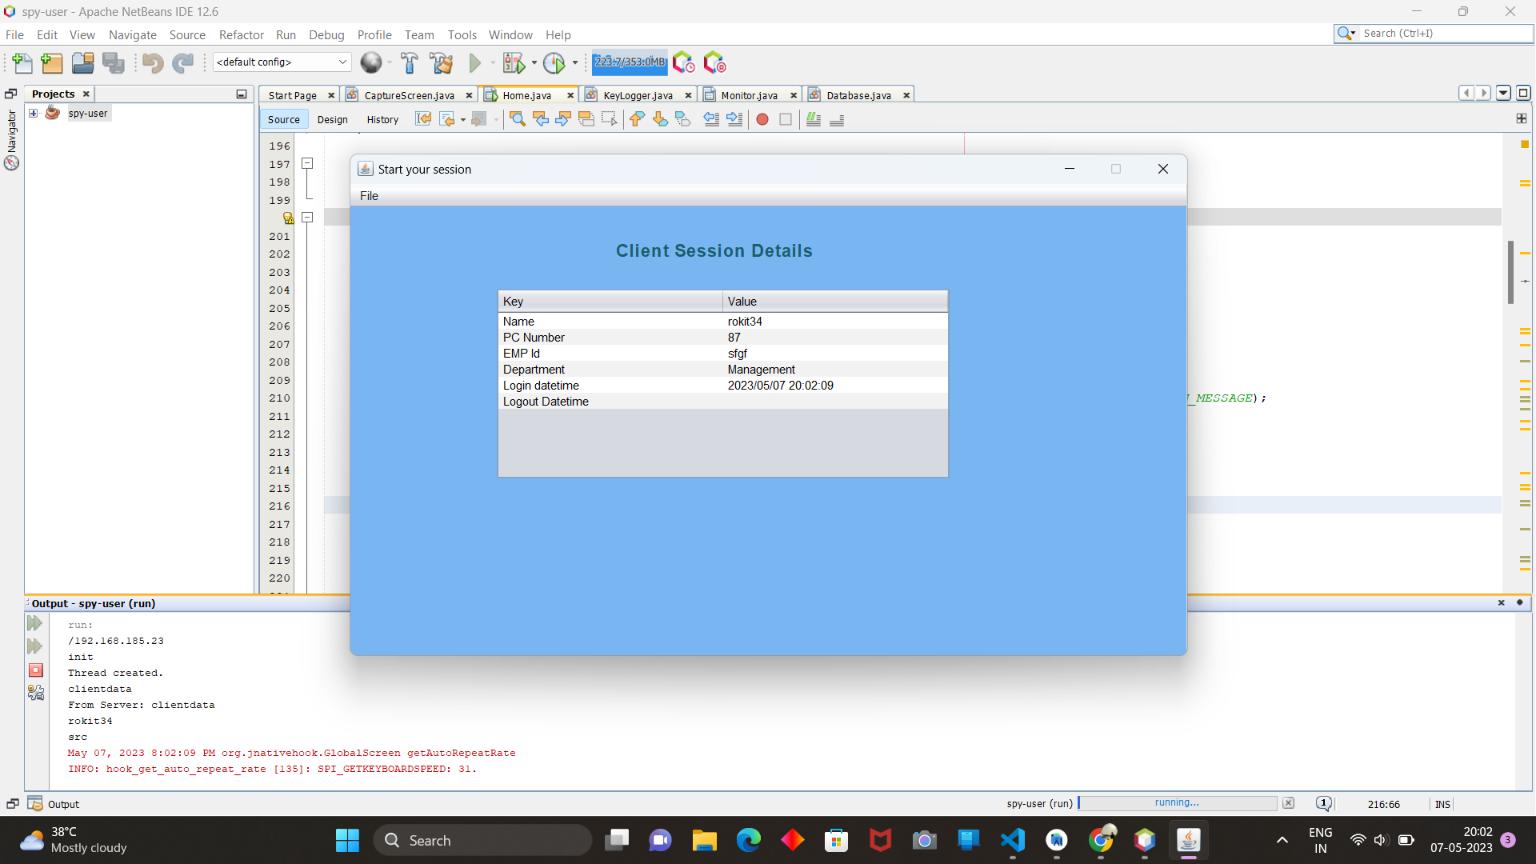 spy-user - Apache NetBeans IDE 12.6
File Edit View Navigate Source Refactor Run Debug Profile Team Tools Window Help
Search (Ctrl+I)
<default config>
223.7/353.0MB
Projects
Start Page CaptureScreen.java Home.java KeyLogger.java Monitor.java Database.java
Navigator
spy-user
Source Design History
196
197
198
199
201
202
203
204
205
206
207
208
209
210
_MESSAGE);
211
212
213
214
215
216
217
218
219
220
Start your session
File
Client Session Details
Key Value
Name rokit34
PC Number 87
EMP Id sfgf
Department Management
Login datetime 2023/05/07 20:02:09
Logout Datetime
Output - spy-user (run)
run:
/192.168.185.23
init
Thread created.
clientdata
From Server: clientdata
rokit34
src
May 07, 2023 8:02:09 PM org.jnativehook.GlobalScreen getAutoRepeatRate
INFO: hook_get_auto_repeat_rate [135]: SPI_GETKEYBOARDSPEED: 31.
Output
spy-user (run) running... 1 216:66 INS
38°C
Mostly cloudy
Search
ENG
IN
20:02
07-05-2023
3